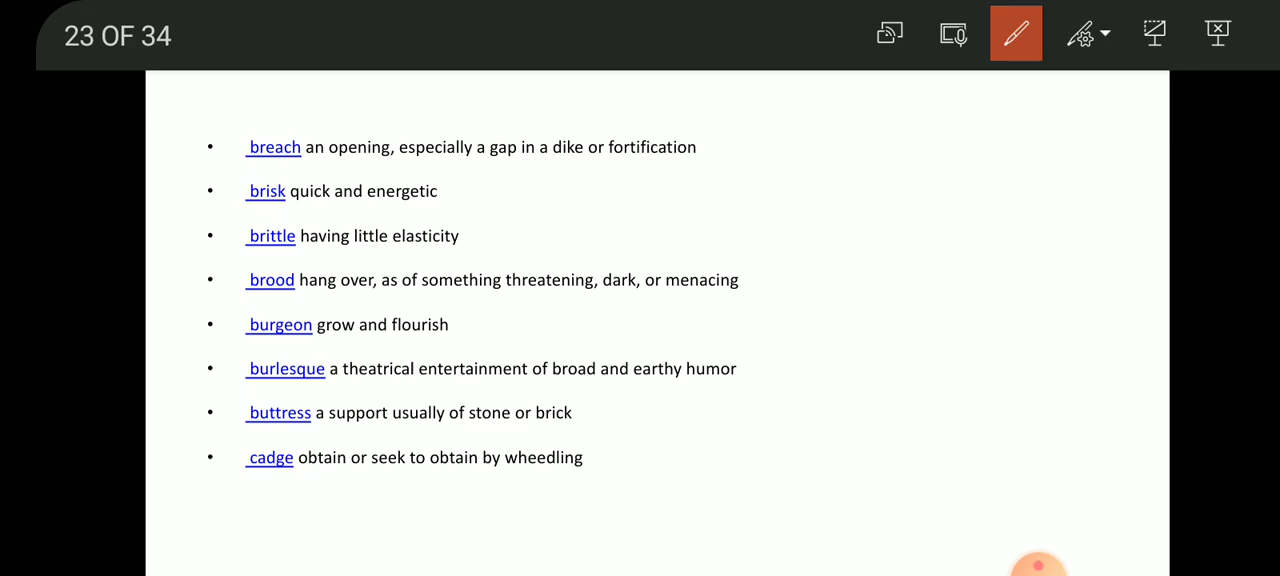 23 OF 34
• breach an opening, especially a gap in a dike or fortification
• brisk quick and energetic
• brittle having little elasticity
• brood hang over, as of something threatening, dark, or menacing
• burgeon grow and flourish
• burlesque a theatrical entertainment of broad and earthy humor
• buttress a support usually of stone or brick
• cadge obtain or seek to obtain by wheedling